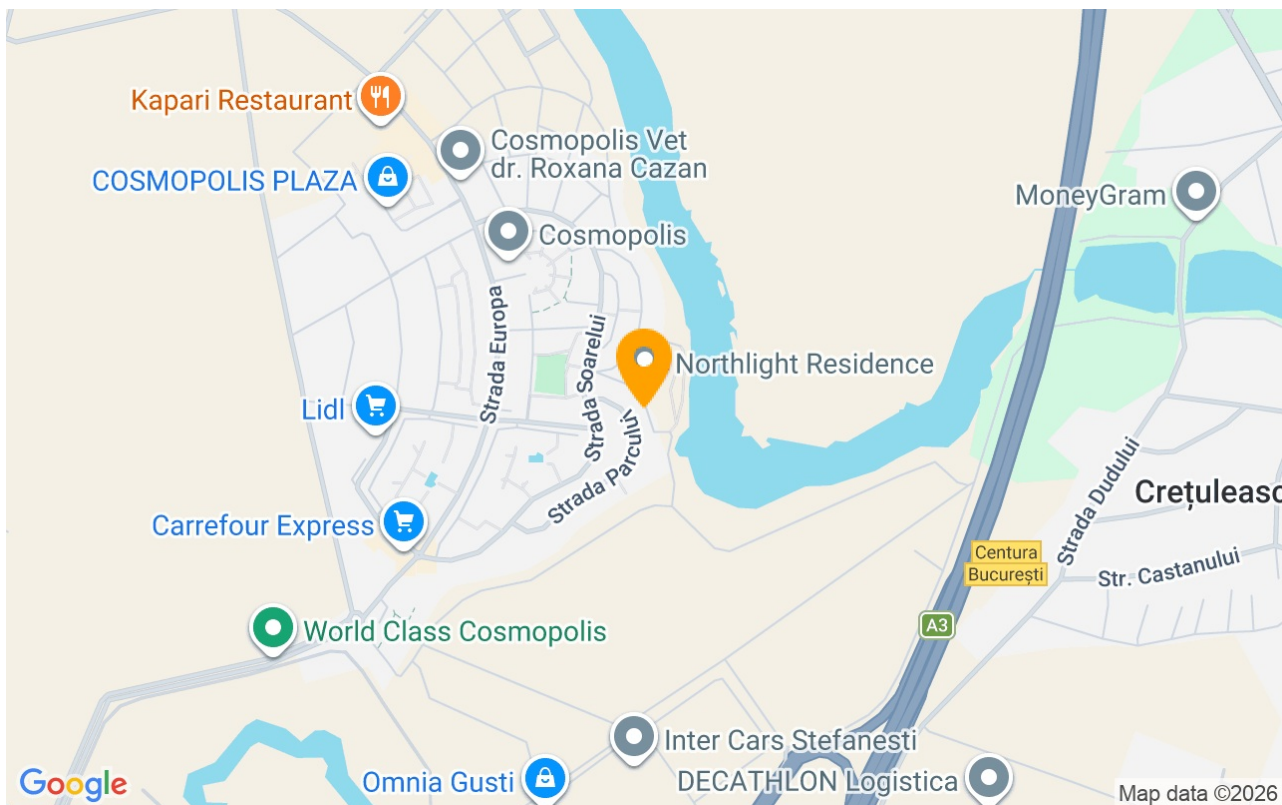 Kapari Restaurant
Cosmopolis Vet
dr. Roxana Cazan
COSMOPOLIS PLAZA
MoneyGram
Cosmopolis
Strada Europa
Strada Soarelui
Northlight Residence
Lidl
Strada Parcului
Strada Dudului
Crețuleasc
Carrefour Express
Centura
București
Str. Castanului
A3
World Class Cosmopolis
Inter Cars Stefanesti
Omnia Gusti
DECATHLON Logistica
Google
Map data ©2026